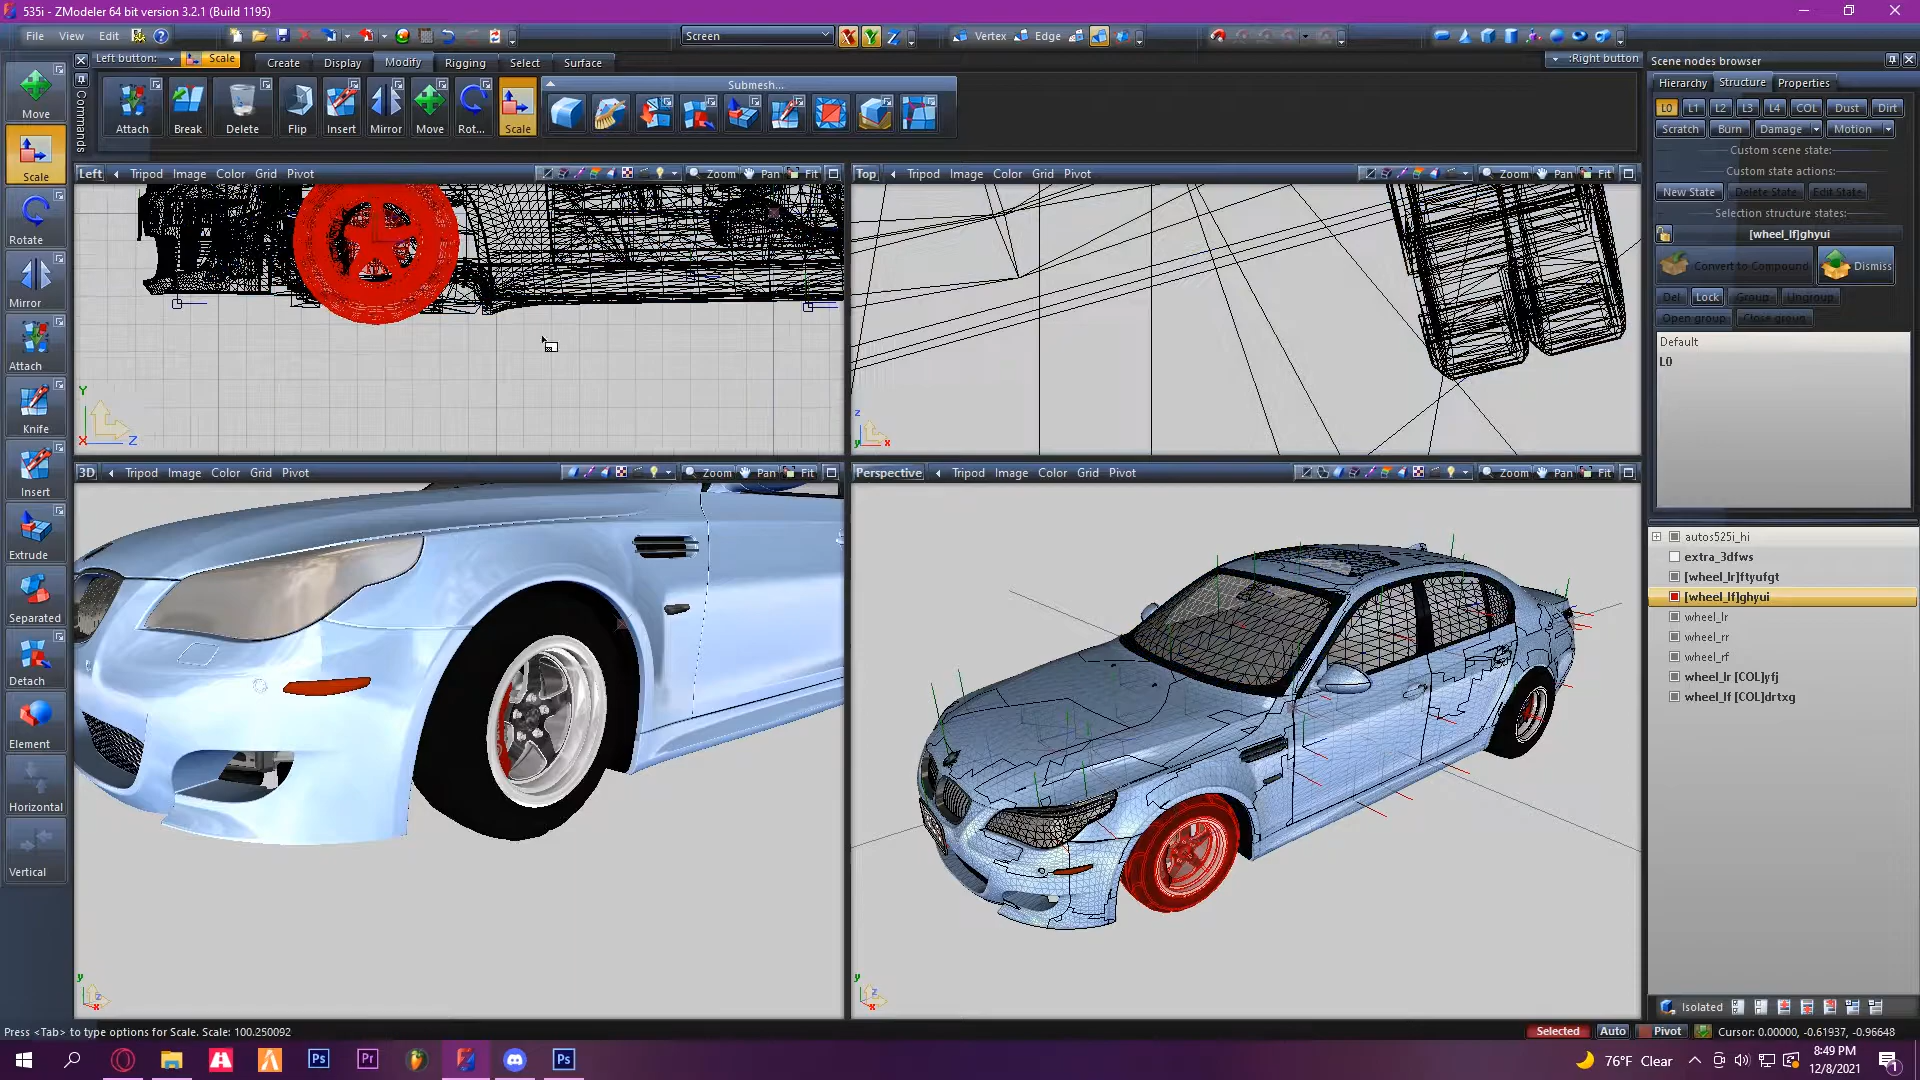 535i - ZModeler 64 bit version 3.2.1 (Build 1195)
File View Edit
Screen
Vertex Edge
Left button: Scale
:Right button
Create Display Modify Rigging Select Surface
Commands
Attach Break Delete Flip Insert Mirror Move Rot... Scale
Submesh...
Move
Scale
Rotate
Mirror
Attach
Knife
Insert
Extrude
Separated
Detach
Element
Horizontal
Vertical
Left Tripod Image Color Grid Pivot Zoom Pan Fit
Top Tripod Image Color Grid Pivot Zoom Pan Fit
3D Tripod Image Color Grid Pivot Zoom Pan Fit
Perspective Tripod Image Color Grid Pivot Zoom Pan Fit
Scene nodes browser
Hierarchy Structure Properties
L0 L1 L2 L3 L4 COL Dust Dirt
Scratch Burn Damage Motion
Custom scene state:
Custom state actions:
New State Delete State Edit State
Selection structure states:
[wheel_lf]ghyui
Convert to Compound Dismiss
Del Lock Group Ungroup
Open group Close group
Default
L0
autos525i_hi
extra_3dfws
[wheel_lr]ftyufgt
[wheel_lf]ghyui
wheel_lr
wheel_rr
wheel_rf
wheel_lr [COL]yfj
wheel_lf [COL]drtxg
Isolated
Press <Tab> to type options for Scale. Scale: 100.250092
Selected Auto Pivot Cursor: 0.00000, -0.61937, -0.96648
76°F Clear
8:49 PM
12/8/2021